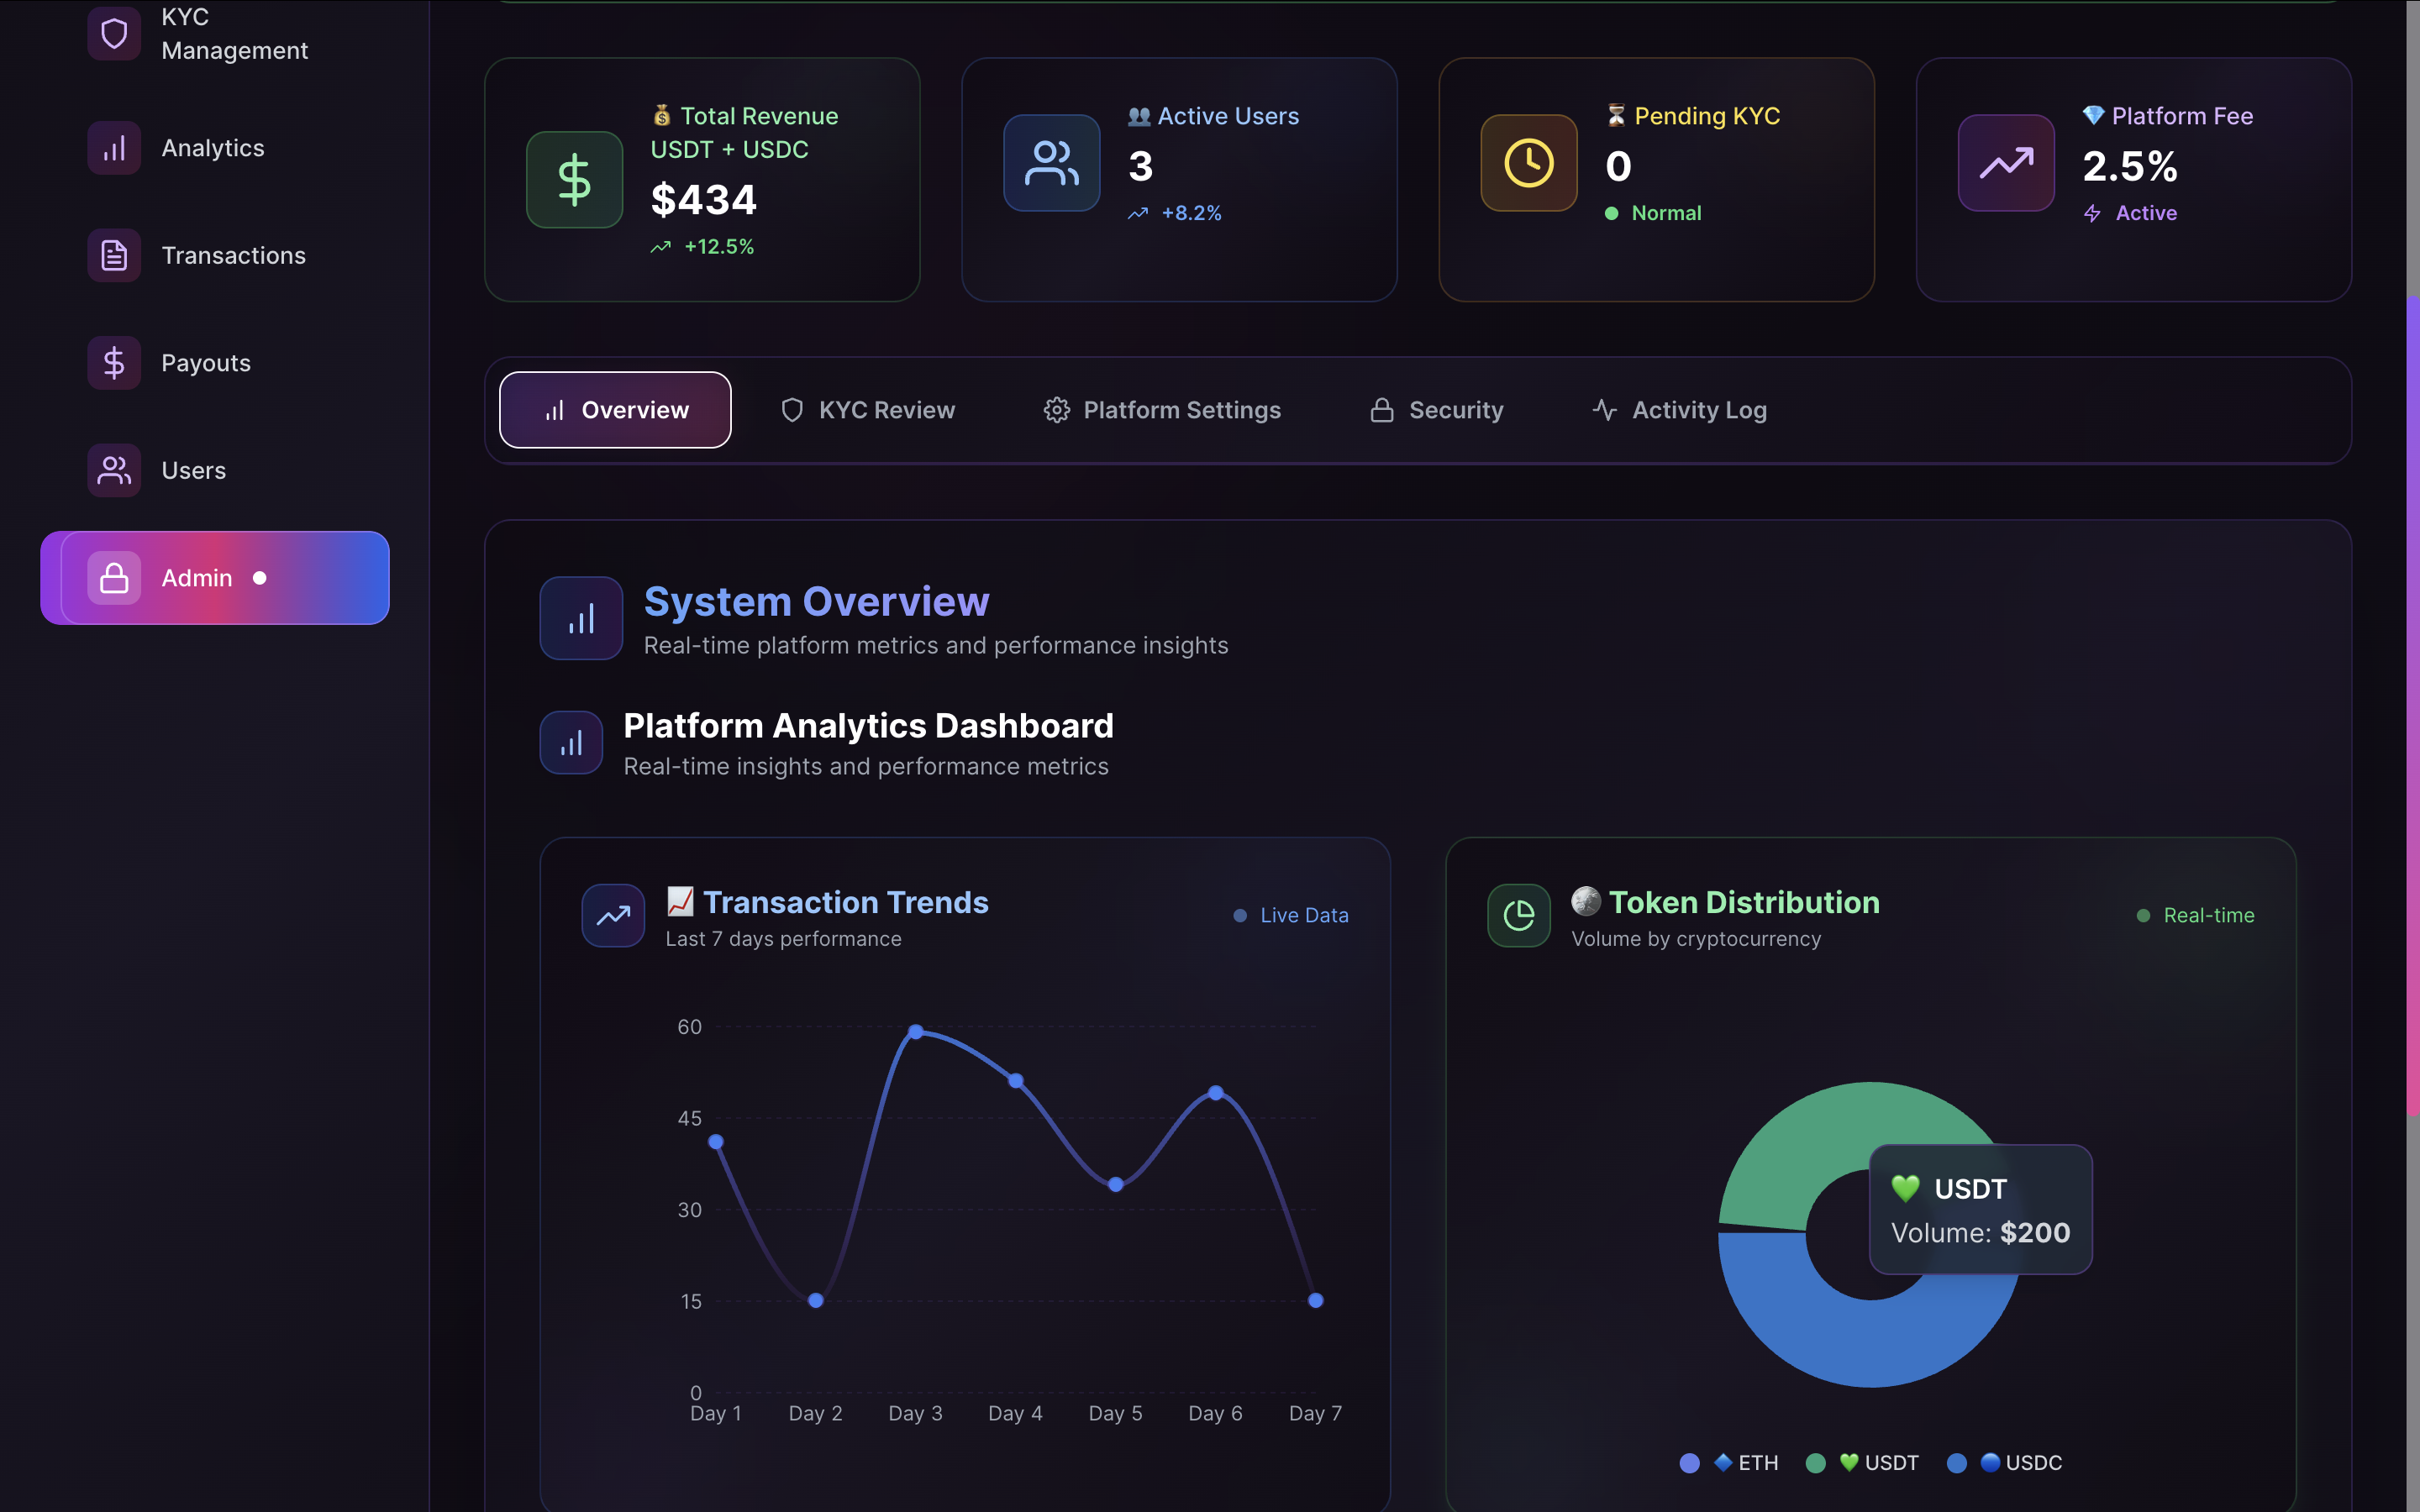 KYC
Management
Analytics
Transactions
Payouts
Users
Admin
💰 Total Revenue
USDT + USDC
$434
+12.5%
👥 Active Users
3
+8.2%
⏳ Pending KYC
0
Normal
💎 Platform Fee
2.5%
Active
Overview
KYC Review
Platform Settings
Security
Activity Log
System Overview
Real-time platform metrics and performance insights
Platform Analytics Dashboard
Real-time insights and performance metrics
📈 Transaction Trends
Last 7 days performance
Live Data
60
45
30
15
0
Day 1 Day 2 Day 3 Day 4 Day 5 Day 6 Day 7
Token Distribution
Volume by cryptocurrency
Real-time
💚 USDT
Volume: $200
🔷 ETH 💚 USDT 🔵 USDC